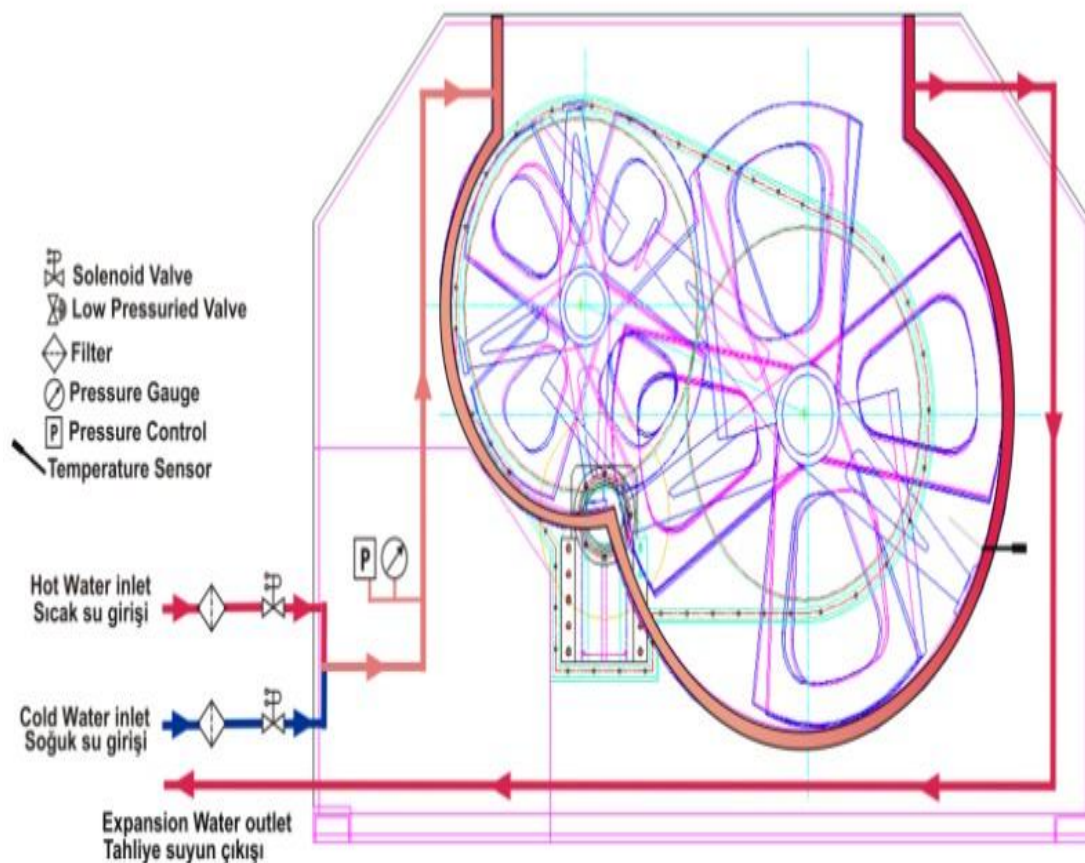 Solenoid Valve
Low Pressuried Valve
Filter
Pressure Gauge
P Pressure Control
Temperature Sensor
P
Hot Water inlet
Sıcak su girişi
Cold Water inlet
Soğuk su girişi
Expansion Water outlet
Tahliye suyun çıkışı